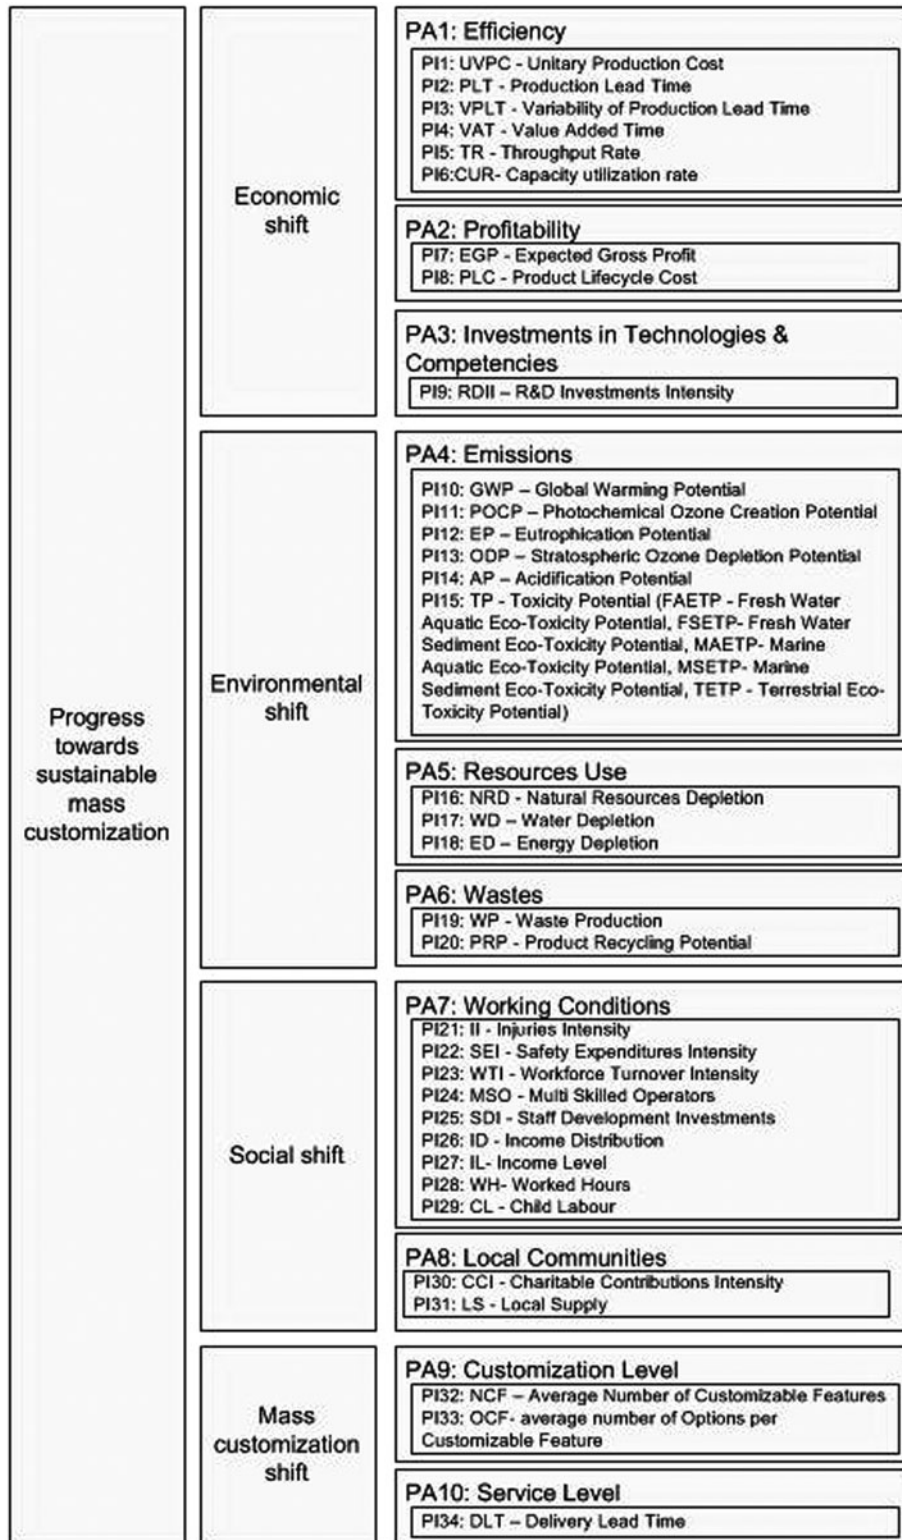 Progress
towards
sustainable
mass
customization
Economic
shift
PA1: Efficiency
PI1: UVPC - Unitary Production Cost
PI2: PLT - Production Lead Time
PI3: VPLT - Variability of Production Lead Time
PI4: VAT - Value Added Time
PI5: TR - Throughput Rate
PI6:CUR- Capacity utilization rate
PA2: Profitability
PI7: EGP - Expected Gross Profit
PI8: PLC - Product Lifecycle Cost
PA3: Investments in Technologies &
Competencies
PI9: RDII – R&D Investments Intensity
Environmental
shift
PA4: Emissions
PI10: GWP – Global Warming Potential
PI11: POCP – Photochemical Ozone Creation Potential
PI12: EP – Eutrophication Potential
PI13: ODP – Stratospheric Ozone Depletion Potential
PI14: AP – Acidification Potential
PI15: TP - Toxicity Potential (FAETP - Fresh Water
Aquatic Eco-Toxicity Potential, FSETP- Fresh Water
Sediment Eco-Toxicity Potential, MAETP- Marine
Aquatic Eco-Toxicity Potential, MSETP- Marine
Sediment Eco-Toxicity Potential, TETP - Terrestrial Eco-
Toxicity Potential)
PA5: Resources Use
PI16: NRD - Natural Resources Depletion
PI17: WD – Water Depletion
PI18: ED – Energy Depletion
PA6: Wastes
PI19: WP - Waste Production
PI20: PRP - Product Recycling Potential
Social shift
PA7: Working Conditions
PI21: II - Injuries Intensity
PI22: SEI - Safety Expenditures Intensity
PI23: WTI - Workforce Turnover Intensity
PI24: MSO - Multi Skilled Operators
PI25: SDI - Staff Development Investments
PI26: ID - Income Distribution
PI27: IL- Income Level
PI28: WH- Worked Hours
PI29: CL - Child Labour
PA8: Local Communities
PI30: CCI - Charitable Contributions Intensity
PI31: LS - Local Supply
Mass
customization
shift
PA9: Customization Level
PI32: NCF – Average Number of Customizable Features
PI33: OCF- average number of Options per
Customizable Feature
PA10: Service Level
PI34: DLT – Delivery Lead Time